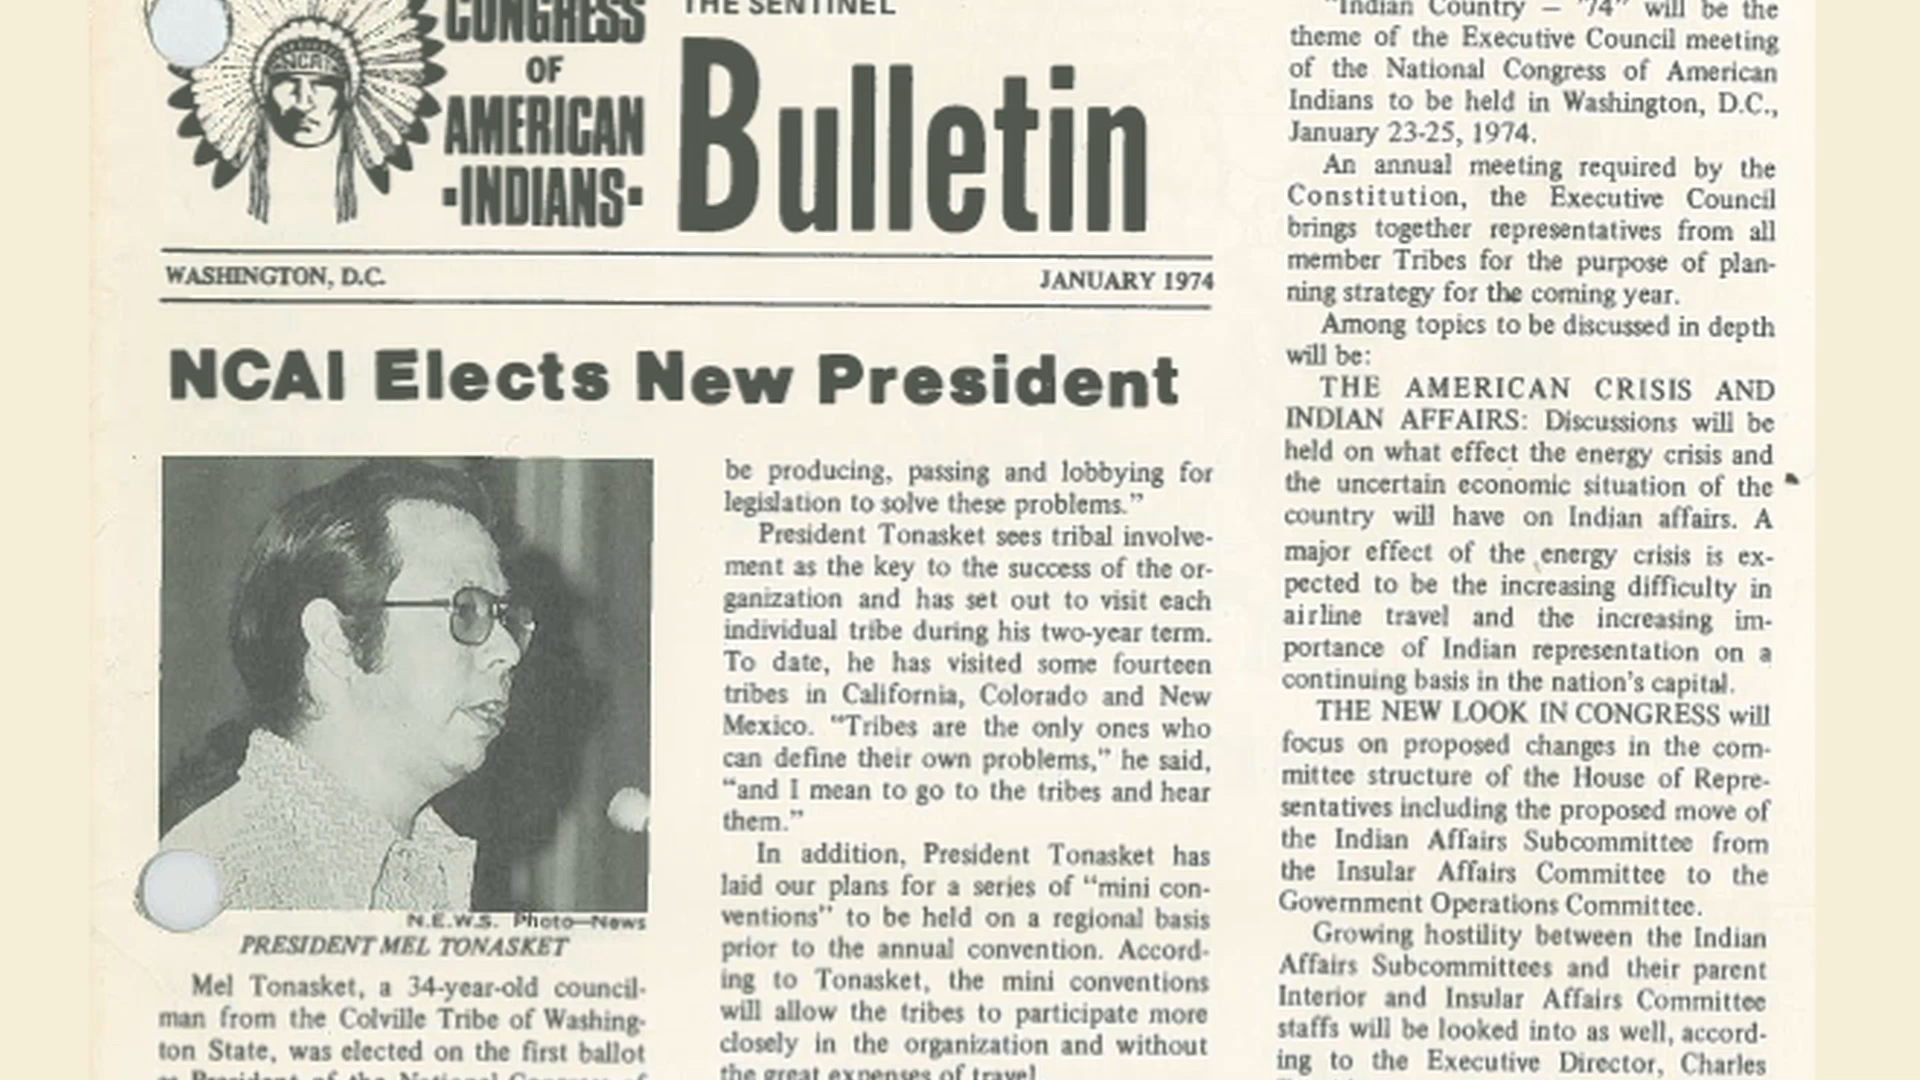 THE SENTINEL
CONGRESS
OF
AMERICAN
·INDIANS·
NCAI
Bulletin
WASHINGTON, D.C.
JANUARY 1974
NCAI Elects New President
N.E.W.S. Photo—News
PRESIDENT MEL TONASKET
Mel Tonasket, a 34-year-old council-
man from the Colville Tribe of Washing-
ton State, was elected on the first ballot
as President of the National Congress of
be producing, passing and lobbying for
legislation to solve these problems.”
President Tonasket sees tribal involve-
ment as the key to the success of the or-
ganization and has set out to visit each
individual tribe during his two-year term.
To date, he has visited some fourteen
tribes in California, Colorado and New
Mexico. “Tribes are the only ones who
can define their own problems,” he said,
“and I mean to go to the tribes and hear
them.”
In addition, President Tonasket has
laid our plans for a series of “mini con-
ventions” to be held on a regional basis
prior to the annual convention. Accord-
ing to Tonasket, the mini conventions
will allow the tribes to participate more
closely in the organization and without
the great expenses of travel.
“Indian Country — ’74” will be the
theme of the Executive Council meeting
of the National Congress of American
Indians to be held in Washington, D.C.,
January 23-25, 1974.
An annual meeting required by the
Constitution, the Executive Council
brings together representatives from all
member Tribes for the purpose of plan-
ning strategy for the coming year.
Among topics to be discussed in depth
will be:
THE AMERICAN CRISIS AND
INDIAN AFFAIRS: Discussions will be
held on what effect the energy crisis and
the uncertain economic situation of the
country will have on Indian affairs. A
major effect of the energy crisis is ex-
pected to be the increasing difficulty in
airline travel and the increasing im-
portance of Indian representation on a
continuing basis in the nation’s capital.
THE NEW LOOK IN CONGRESS will
focus on proposed changes in the com-
mittee structure of the House of Repre-
sentatives including the proposed move of
the Indian Affairs Subcommittee from
the Insular Affairs Committee to the
Government Operations Committee.
Growing hostility between the Indian
Affairs Subcommittees and their parent
Interior and Insular Affairs Committee
staffs will be looked into as well, accord-
ing to the Executive Director, Charles